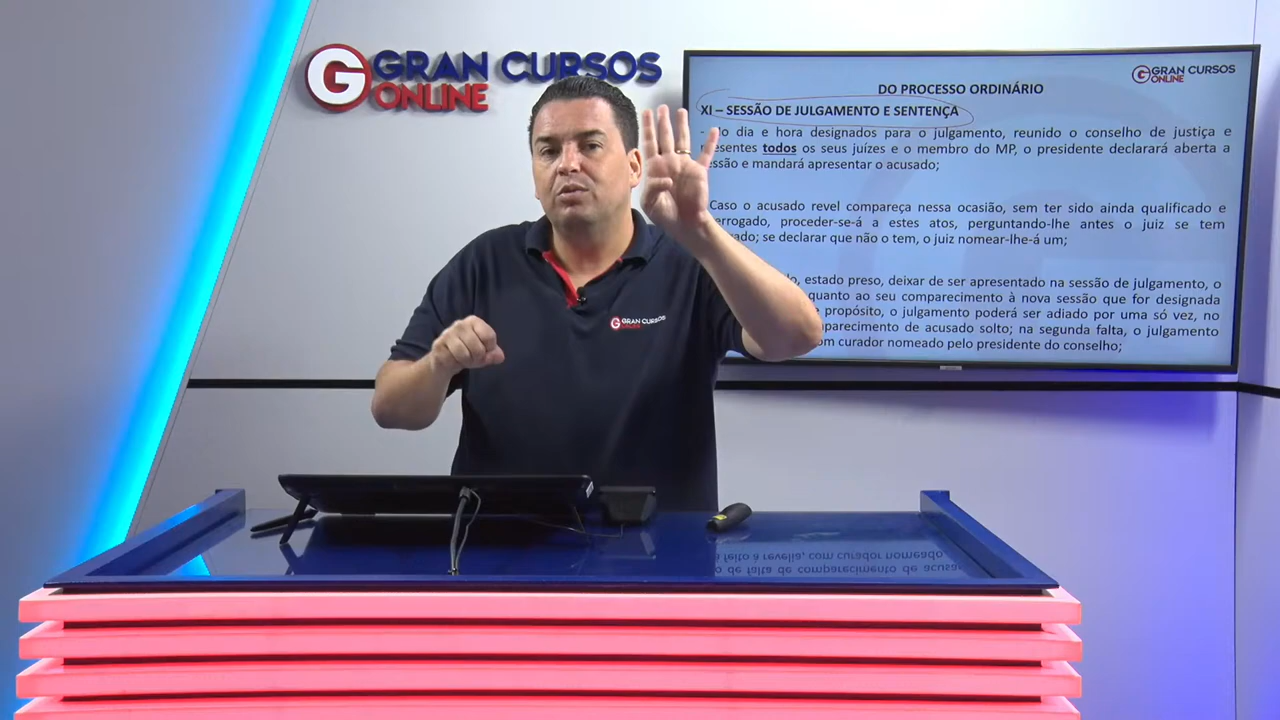 GRAN CURSOS
ONLINE
GRAN CURSOS
ONLINE
DO PROCESSO ORDINÁRIO
XI – SESSÃO DE JULGAMENTO E SENTENÇA
- No dia e hora designados para o julgamento, reunido o conselho de justiça e
presentes todos os seus juízes e o membro do MP, o presidente declarará aberta a
sessão e mandará apresentar o acusado;
Caso o acusado revel compareça nessa ocasião, sem ter sido ainda qualificado e
errogado, proceder-se-á a estes atos, perguntando-lhe antes o juiz se tem
ado; se declarar que não o tem, o juiz nomear-lhe-á um;
o, estado preso, deixar de ser apresentado na sessão de julgamento, o
quanto ao seu comparecimento à nova sessão que for designada
e propósito, o julgamento poderá ser adiado por uma só vez, no
parecimento de acusado solto; na segunda falta, o julgamento
om curador nomeado pelo presidente do conselho;
GRAN CURSOS
ONLINE